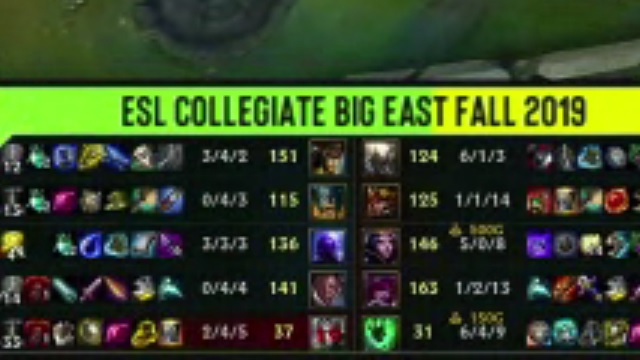 ESL COLLEGIATE BIG EAST FALL 2019
3/4/2 151 124 6/1/3
0/4/3 115 125 1/1/14
100G
3/3/3 136 146 5/0/8
0/4/4 141 163 1/2/13
150G
2/4/5 37 31 6/4/9